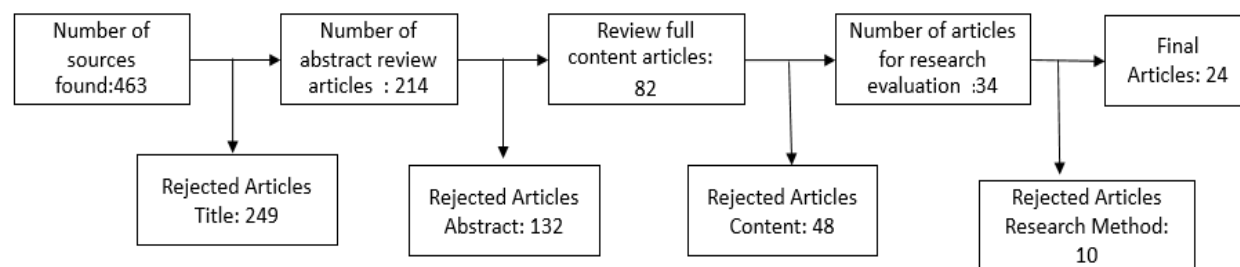 Number of
sources
found:463
Number of
abstract review
articles : 214
Review full
content articles:
82
Number of articles
for research
evaluation :34
Final
Articles: 24
Rejected Articles
Title: 249
Rejected Articles
Abstract: 132
Rejected Articles
Content: 48
Rejected Articles
Research Method:
10